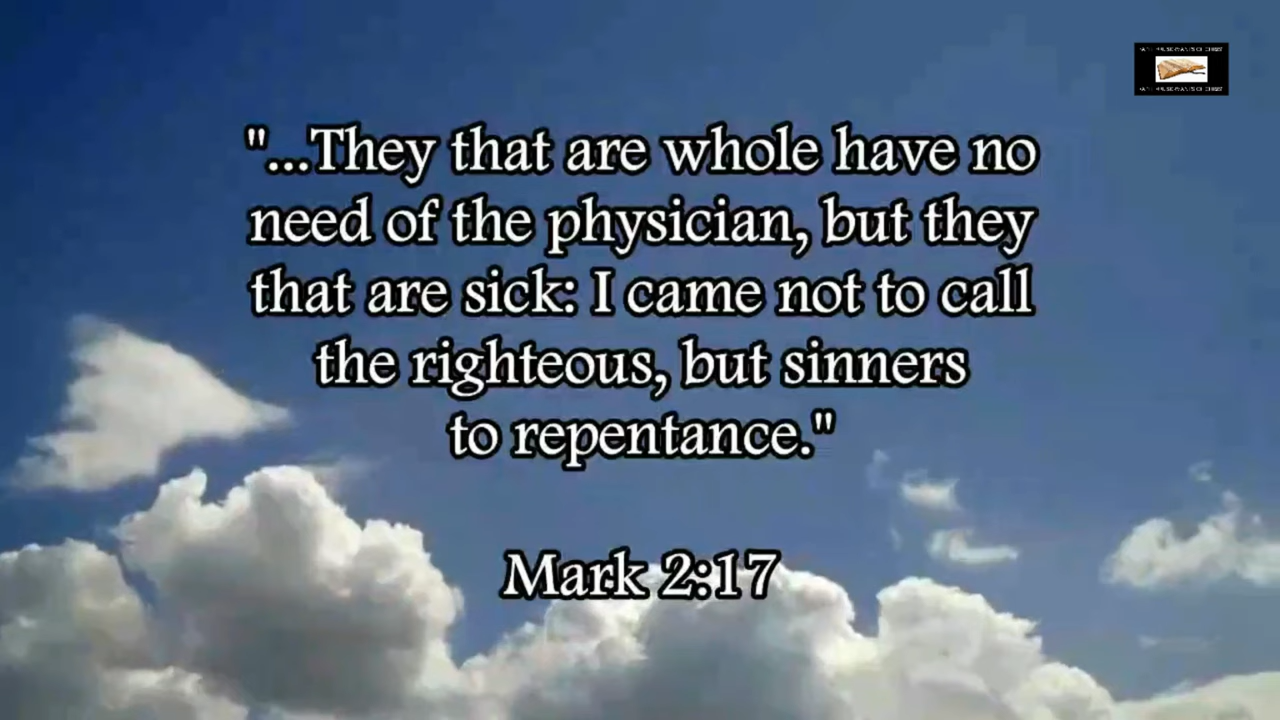 "...They that are whole have no
need of the physician, but they
that are sick: I came not to call
the righteous, but sinners
to repentance."
Mark 2:17